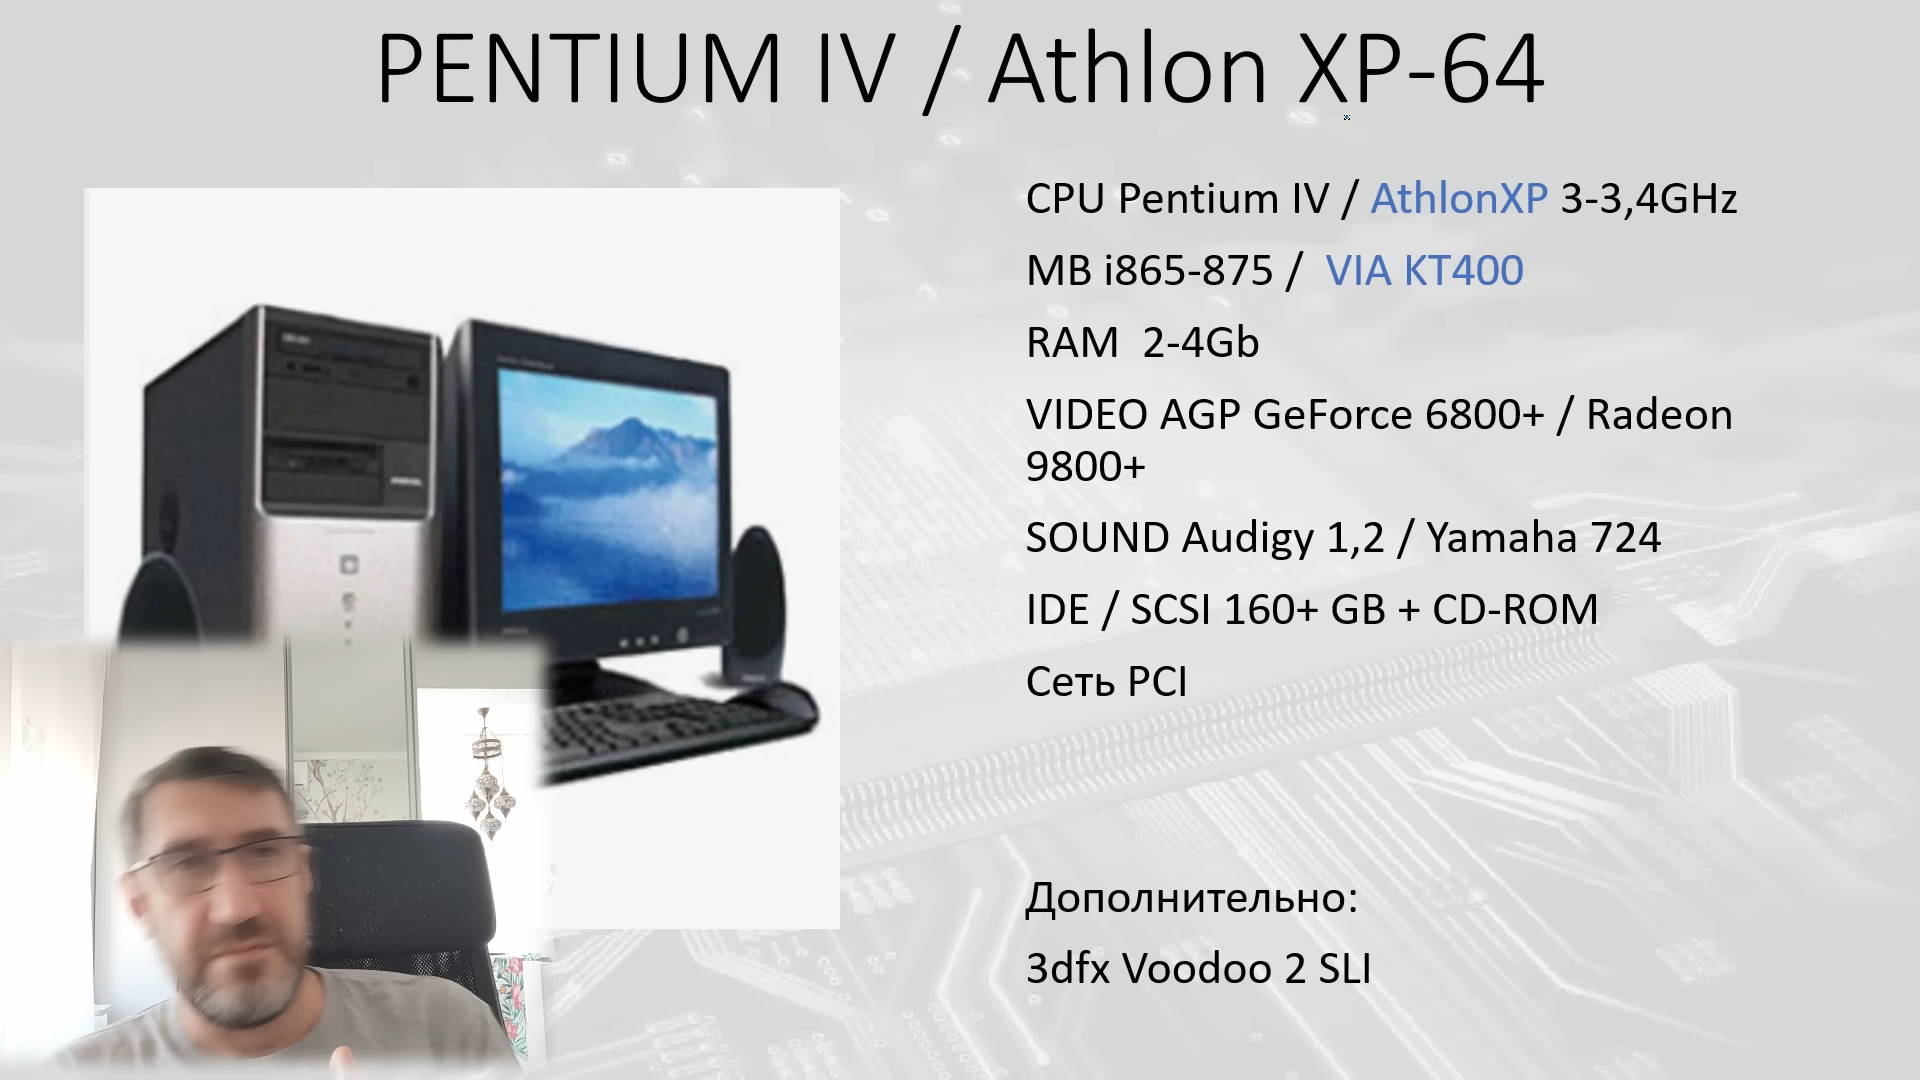 PENTIUM IV / Athlon XP-64
CPU Pentium IV / AthlonXP 3-3,4GHz
MB i865-875 / VIA KT400
RAM 2-4Gb
VIDEO AGP GeForce 6800+ / Radeon
9800+
SOUND Audigy 1,2 / Yamaha 724
IDE / SCSI 160+ GB + CD-ROM
Сеть PCI
Дополнительно:
3dfx Voodoo 2 SLI